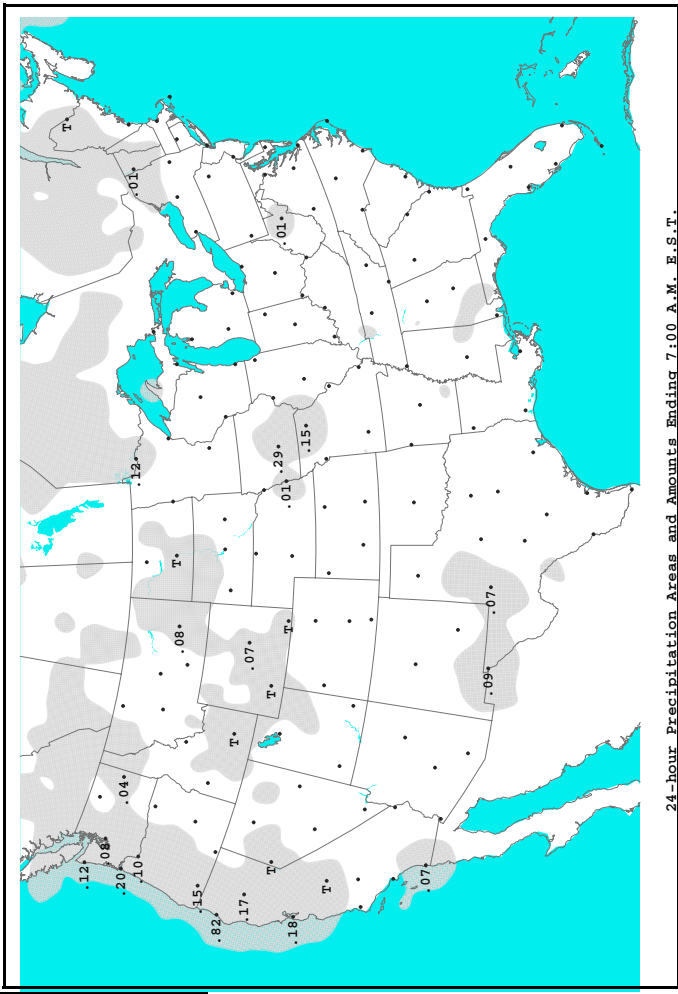 T
.12
.08
.20
.04
.01
.12
.10
T
.08
.15
.82
T
.17
.07
T
T
.29
.01
.01
T
.18
.15
T
.07
.09
.07
24-hour Precipitation Areas and Amounts Ending 7:00 A.M. E.S.T.